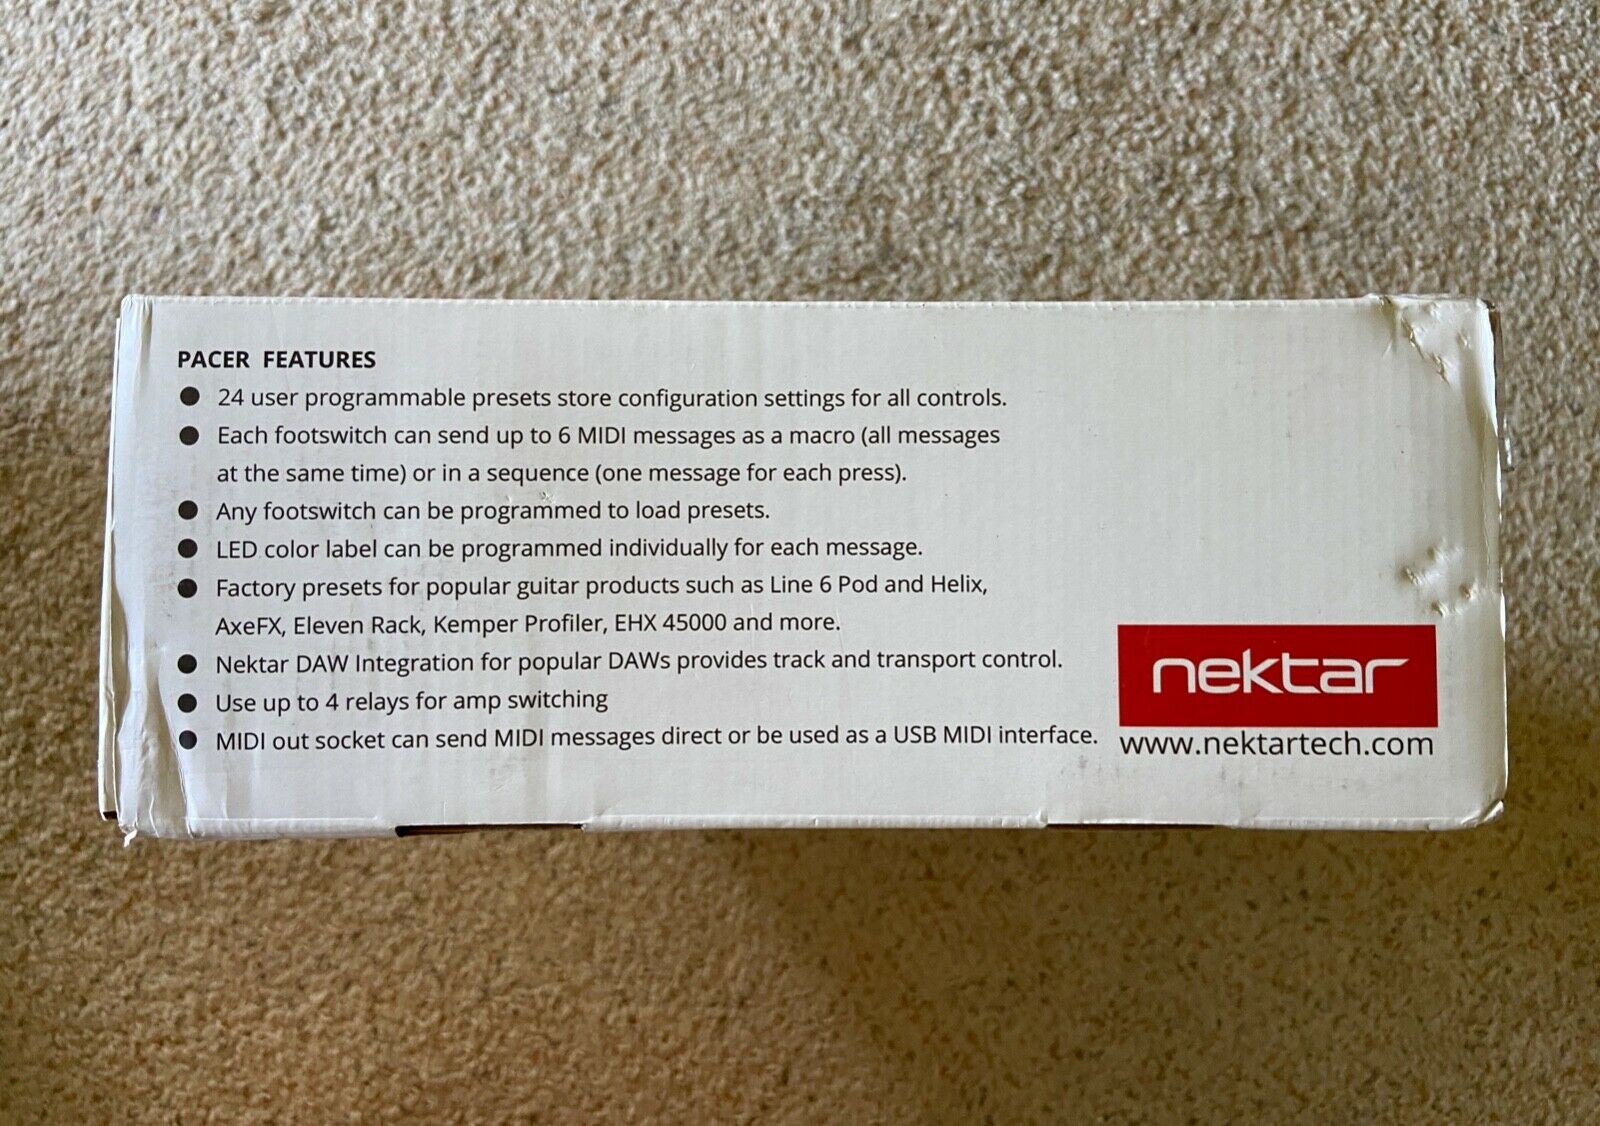 PACER FEATURES
● 24 user programmable presets store configuration settings for all controls.
● Each footswitch can send up to 6 MIDI messages as a macro (all messages
at the same time) or in a sequence (one message for each press).
● Any footswitch can be programmed to load presets.
● LED color label can be programmed individually for each message.
● Factory presets for popular guitar products such as Line 6 Pod and Helix,
AxeFX, Eleven Rack, Kemper Profiler, EHX 45000 and more.
● Nektar DAW Integration for popular DAWs provides track and transport control.
● Use up to 4 relays for amp switching
● MIDI out socket can send MIDI messages direct or be used as a USB MIDI interface.
nektar
www.nektartech.com